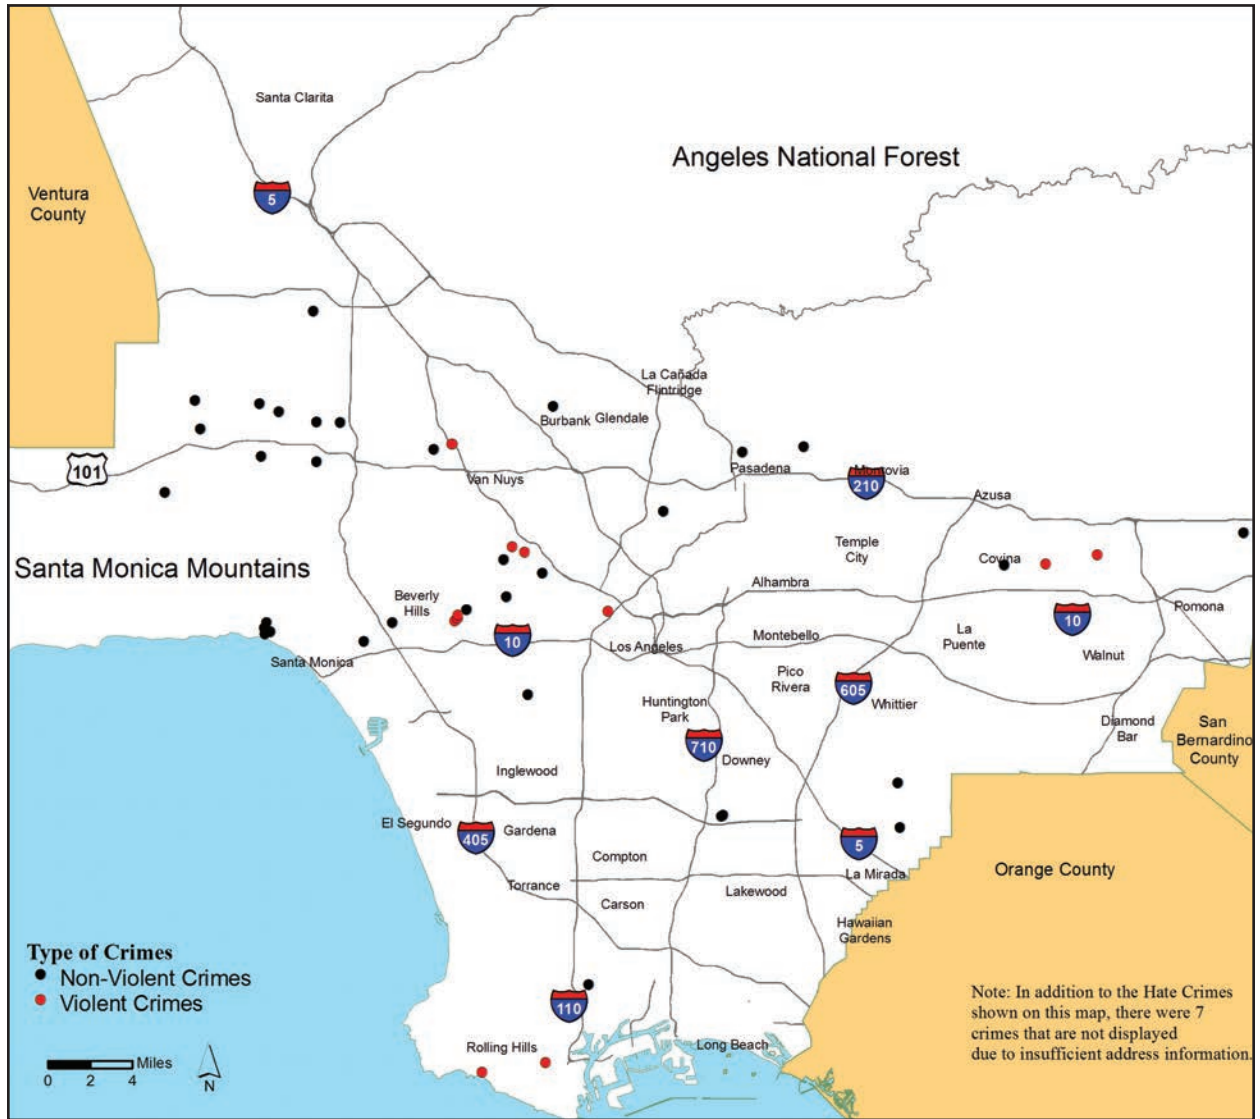 Santa Clarita
Angeles National Forest
Ventura
County
5
La Cañada
Flintridge
Burbank
Glendale
101
Van Nuys
Pasadena
Monrovia
210
Azusa
Santa Monica Mountains
Temple
City
Covina
Beverly
Hills
Alhambra
Pomona
10
10
Santa Monica
Los Angeles
Montebello
La
Puente
Walnut
Pico
Rivera
605
Whittier
Huntington
Park
710
Downey
Diamond
Bar
San
Bernardino
County
Inglewood
El Segundo
405
Gardena
Compton
5
La Mirada
Orange County
Torrance
Carson
Lakewood
Hawaiian
Gardens
Type of Crimes
Non-Violent Crimes
Violent Crimes
110
Note: In addition to the Hate Crimes
shown on this map, there were 7
crimes that are not displayed
due to insufficient address information.
Rolling Hills
Long Beach
Miles
0 2 4
N